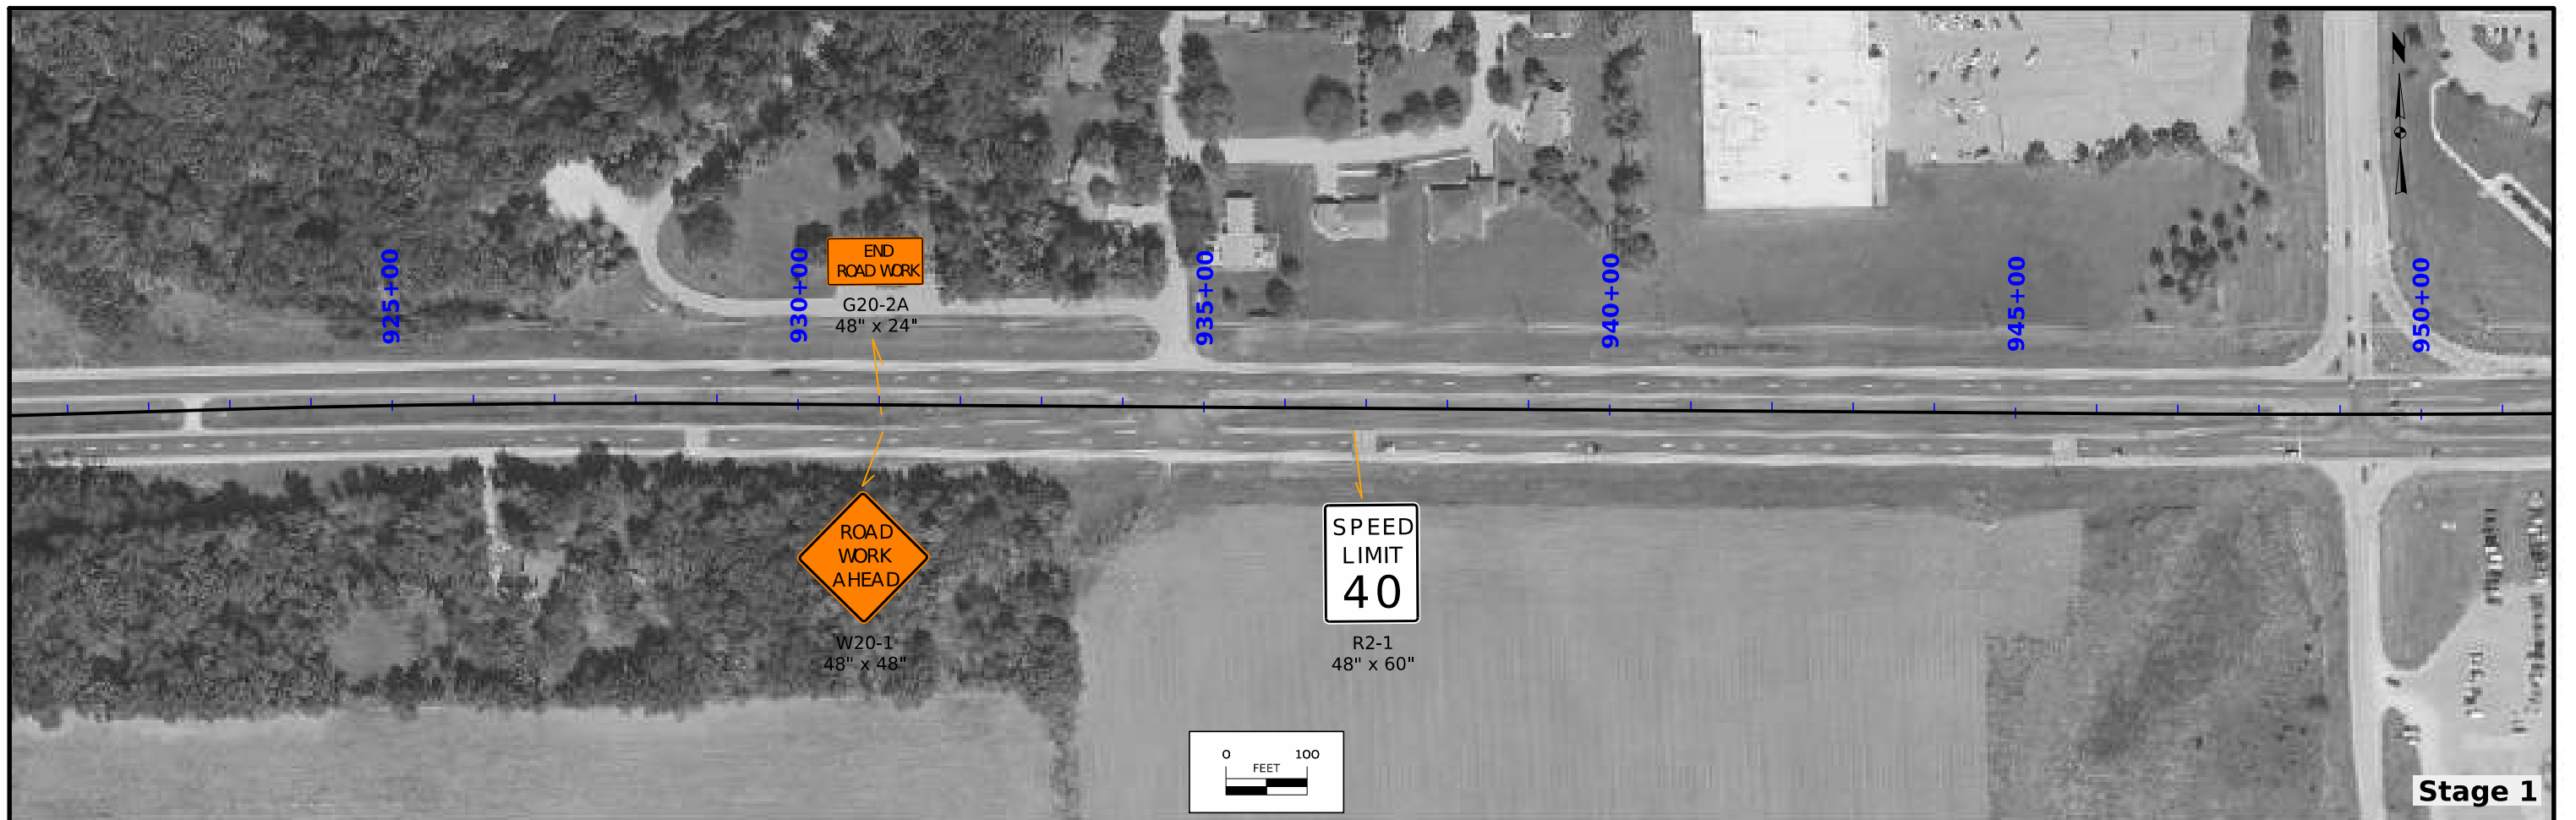 925+00
930+00
END
ROAD WORK
G20-2A
48" x 24"
935+00
940+00
945+00
950+00
N
ROAD
WORK
AHEAD
W20-1
48" x 48"
SPEED
LIMIT
40
R2-1
48" x 60"
0 100
FEET
Stage 1